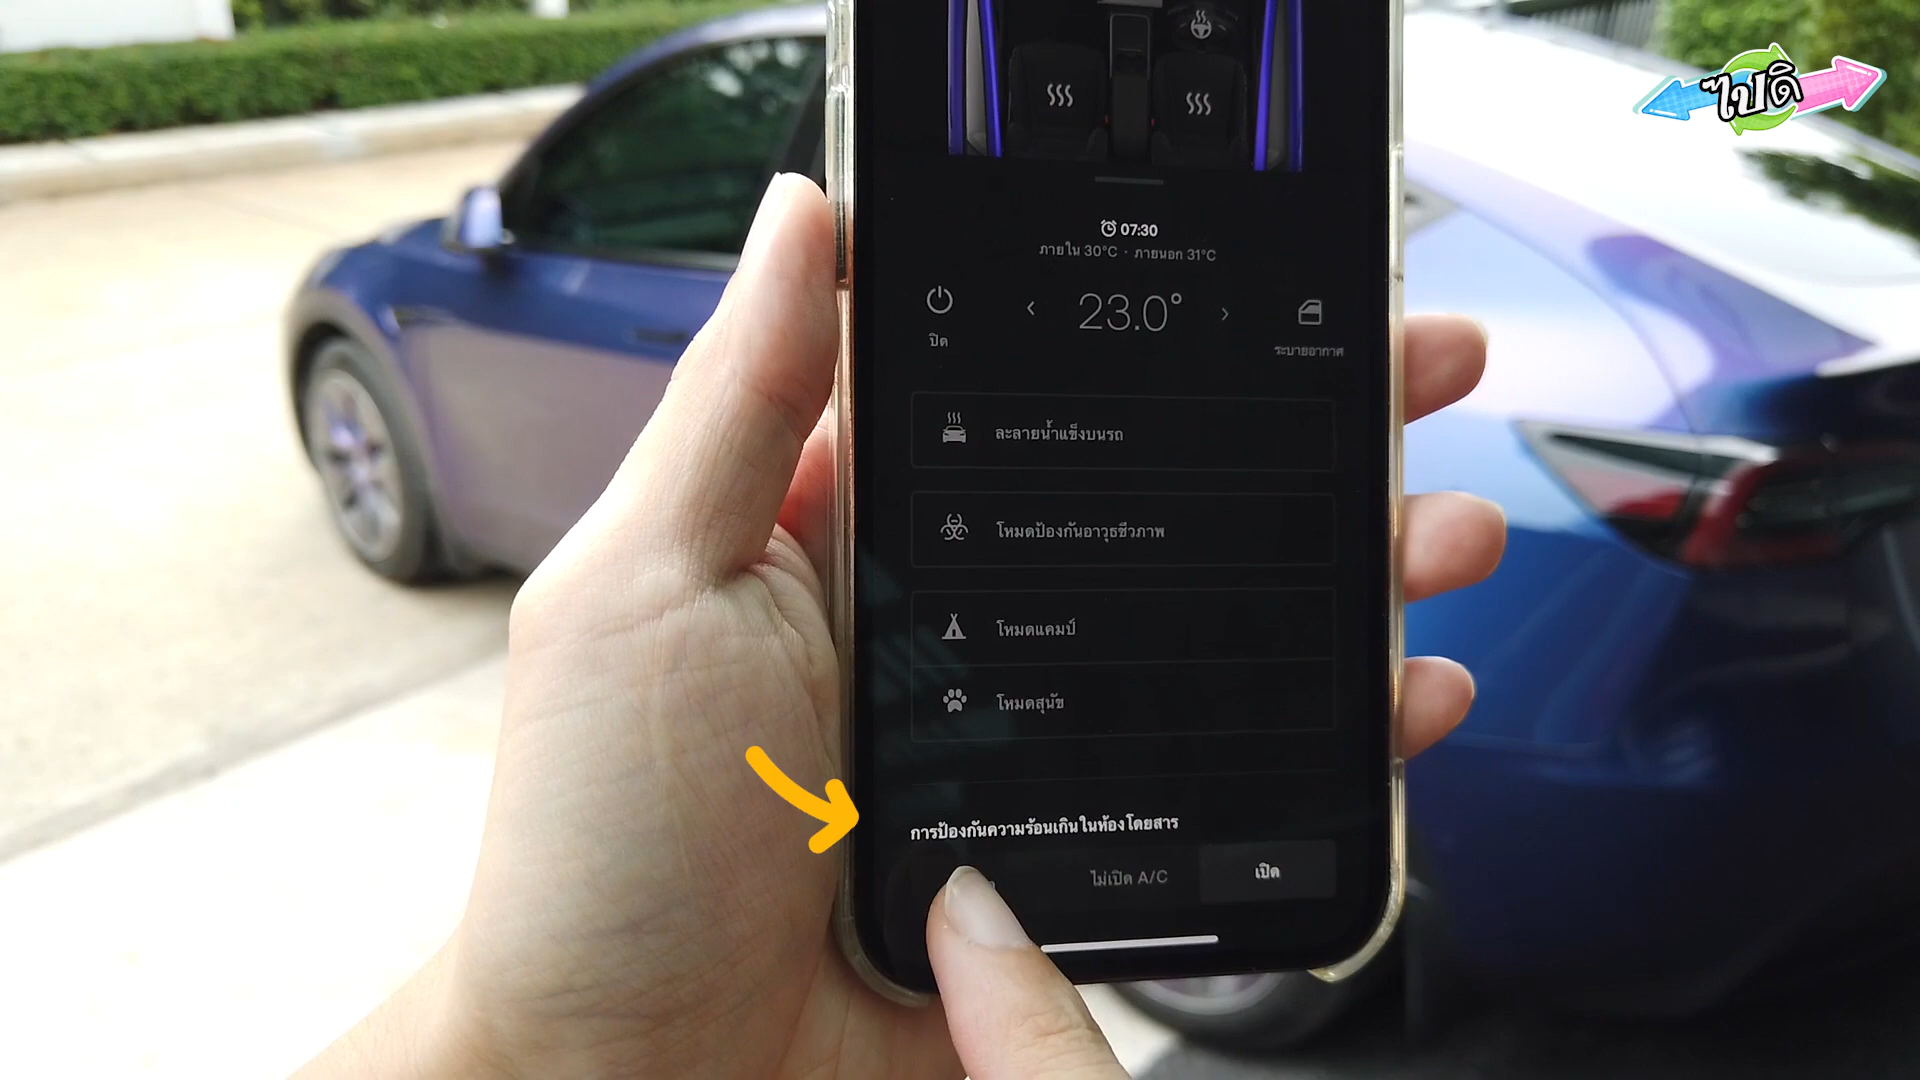 ไปดิ
07:30
ภายใน 30°C · ภายนอก 31°C
ปิด
23.0°
ระบายอากาศ
ละลายน้ำแข็งบนรถ
โหมดป้องกันอาวุธชีวภาพ
โหมดแคมป์
โหมดสุนัข
การป้องกันความร้อนเกินในห้องโดยสาร
ไม่เปิด A/C
เปิด